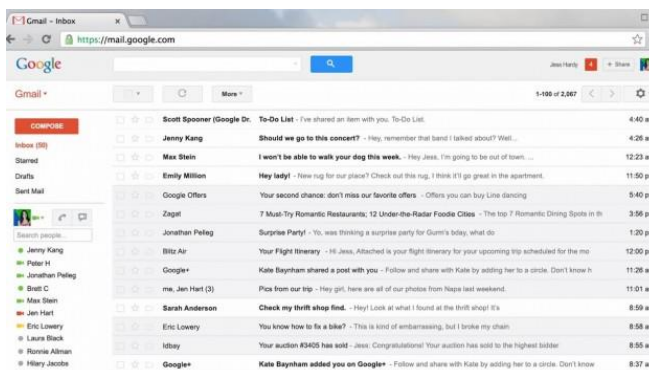 Gmail - Inbox
https://mail.google.com
Google
Jess Hardy 4 + Share
Gmail
More
1-100 of 2,067
COMPOSE
Inbox (50)
Starred
Drafts
Sent Mail
Search people...
Jenny Kang
Peter H
Jonathan Pelleg
Brett C
Max Stein
Jen Hart
Eric Lowery
Laura Black
Ronnie Allman
Hilary Jacobs
Scott Spooner (Google Dr. To-Do List - I've shared an item with you. To-Do List. 4:40 a
Jenny Kang Should we go to this concert? - Hey, remember that band I talked about? Well... 4:26 a
Max Stein I won't be able to walk your dog this week. - Hey Jess, I'm going to be out of town. ... 12:23 a
Emily Million Hey lady! - New rug for our place? Check out this rug, I think it'll go great in the apartment. 11:50 p
Google Offers Your second chance: don't miss our favorite offers - Offers you can buy Line dancing 5:40 p
Zagat 7 Must-Try Romantic Restaurants; 12 Under-the-Radar Foodie Cities - The top 7 Romantic Dining Spots in th 3:56 p
Jonathan Pelleg Surprise Party! - Yo, was thinking a surprise party for Gurm's bday, what do 1:20 p
Blitz Air Your Flight Itinerary - Hi Jess, Attached is your flight itinerary for your upcoming trip scheduled for the mo 12:00 p
Google+ Kate Baynham shared a post with you - Follow and share with Kate by adding her to a circle. Don't know h 11:26 a
me, Jen Hart (3) Pics from our trip - Hey girl, here are all of our photos from Napa last weekend. 11:01 a
Sarah Anderson Check my thrift shop find. - Hey! Look at what I found at the thrift shop! It's 8:59 a
Eric Lowery You know how to fix a bike? - This is kind of embarrassing, but I broke my chain 8:58 a
Idbay Your auction #3405 has sold - Jess: Congratulations! Your auction has sold to the highest bidder 8:55 a
Google+ Kate Baynham added you on Google+ - Follow and share with Kate by adding her to a circle. Don't know 8:37 a